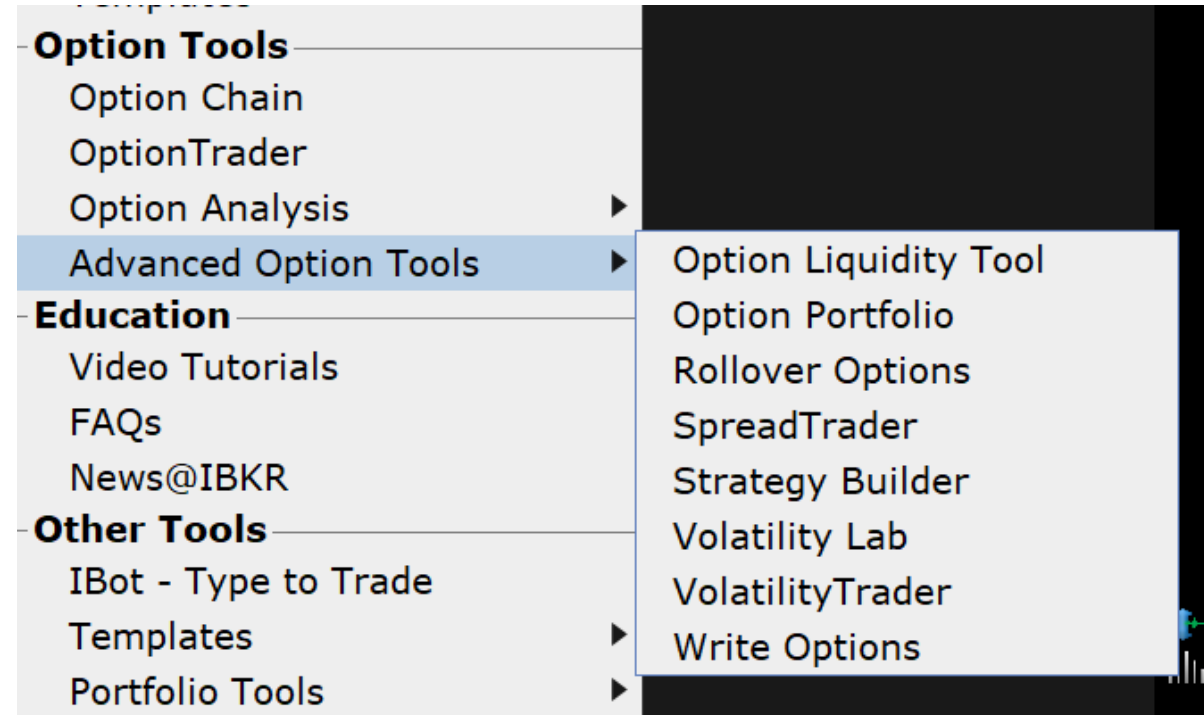 Option Tools
Option Chain
OptionTrader
Option Analysis
Advanced Option Tools
Education
Video Tutorials
FAQs
News@IBKR
Other Tools
IBot - Type to Trade
Templates
Portfolio Tools
Option Liquidity Tool
Option Portfolio
Rollover Options
SpreadTrader
Strategy Builder
Volatility Lab
VolatilityTrader
Write Options